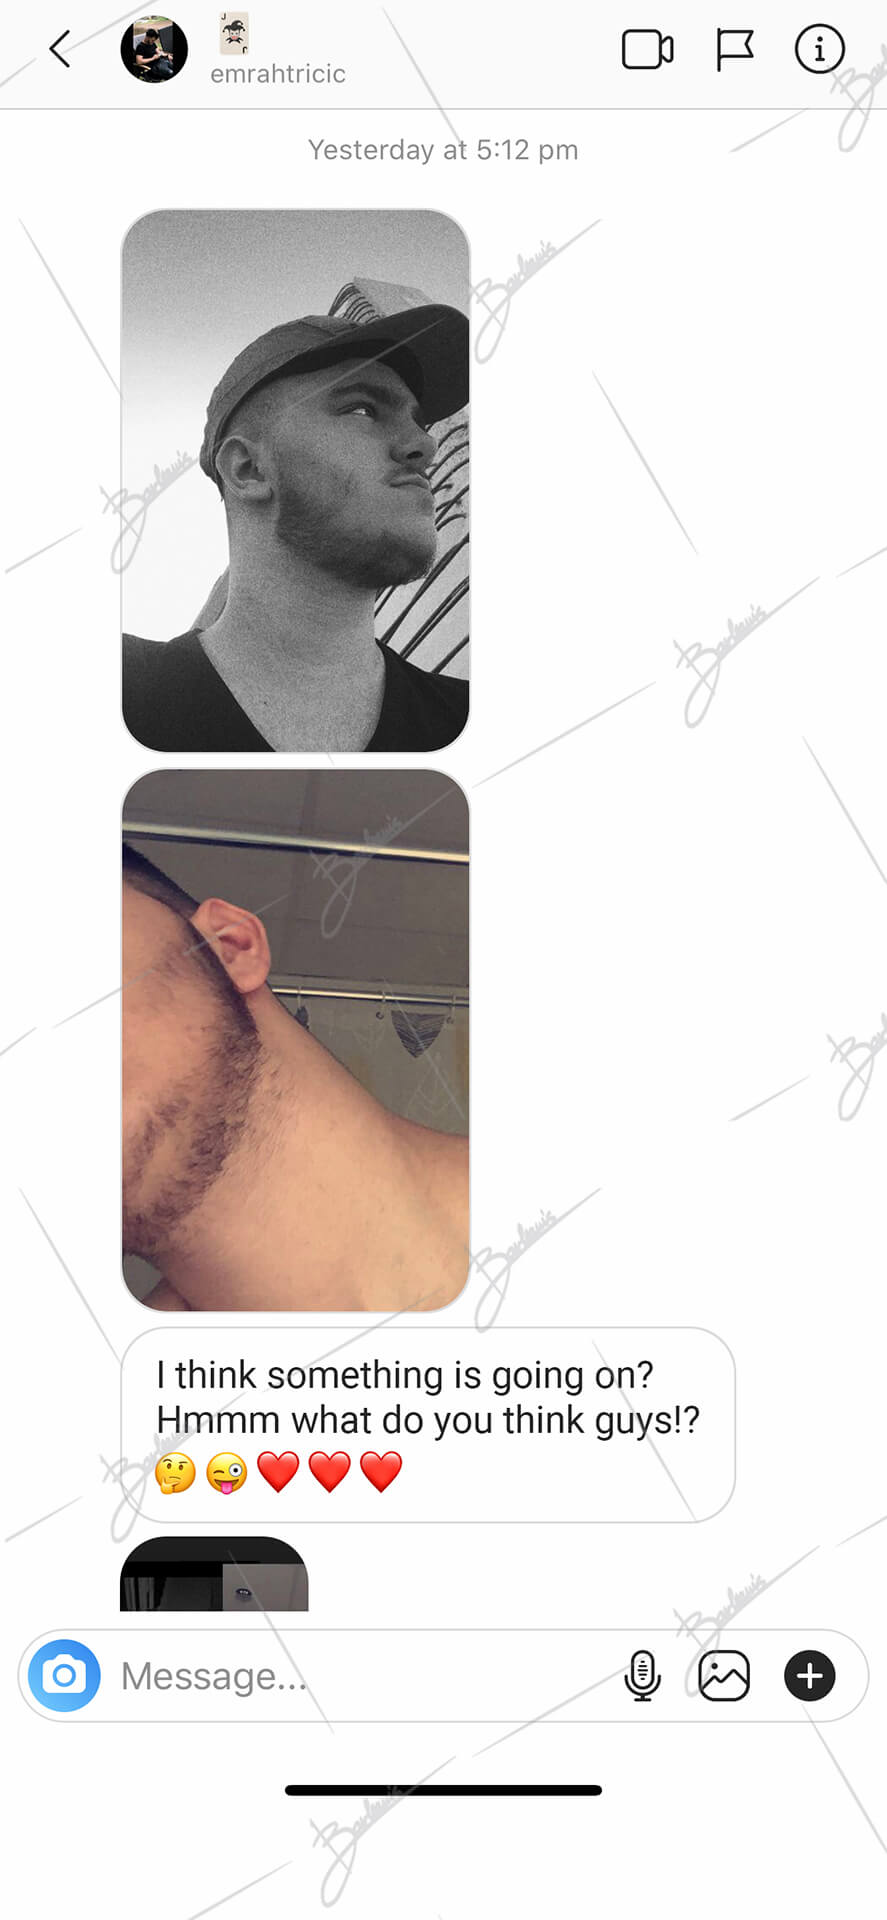 emrahtricic
Yesterday at 5:12 pm
I think something is going on?
Hmmm what do you think guys!?
🤔😜❤️❤️❤️
Message...